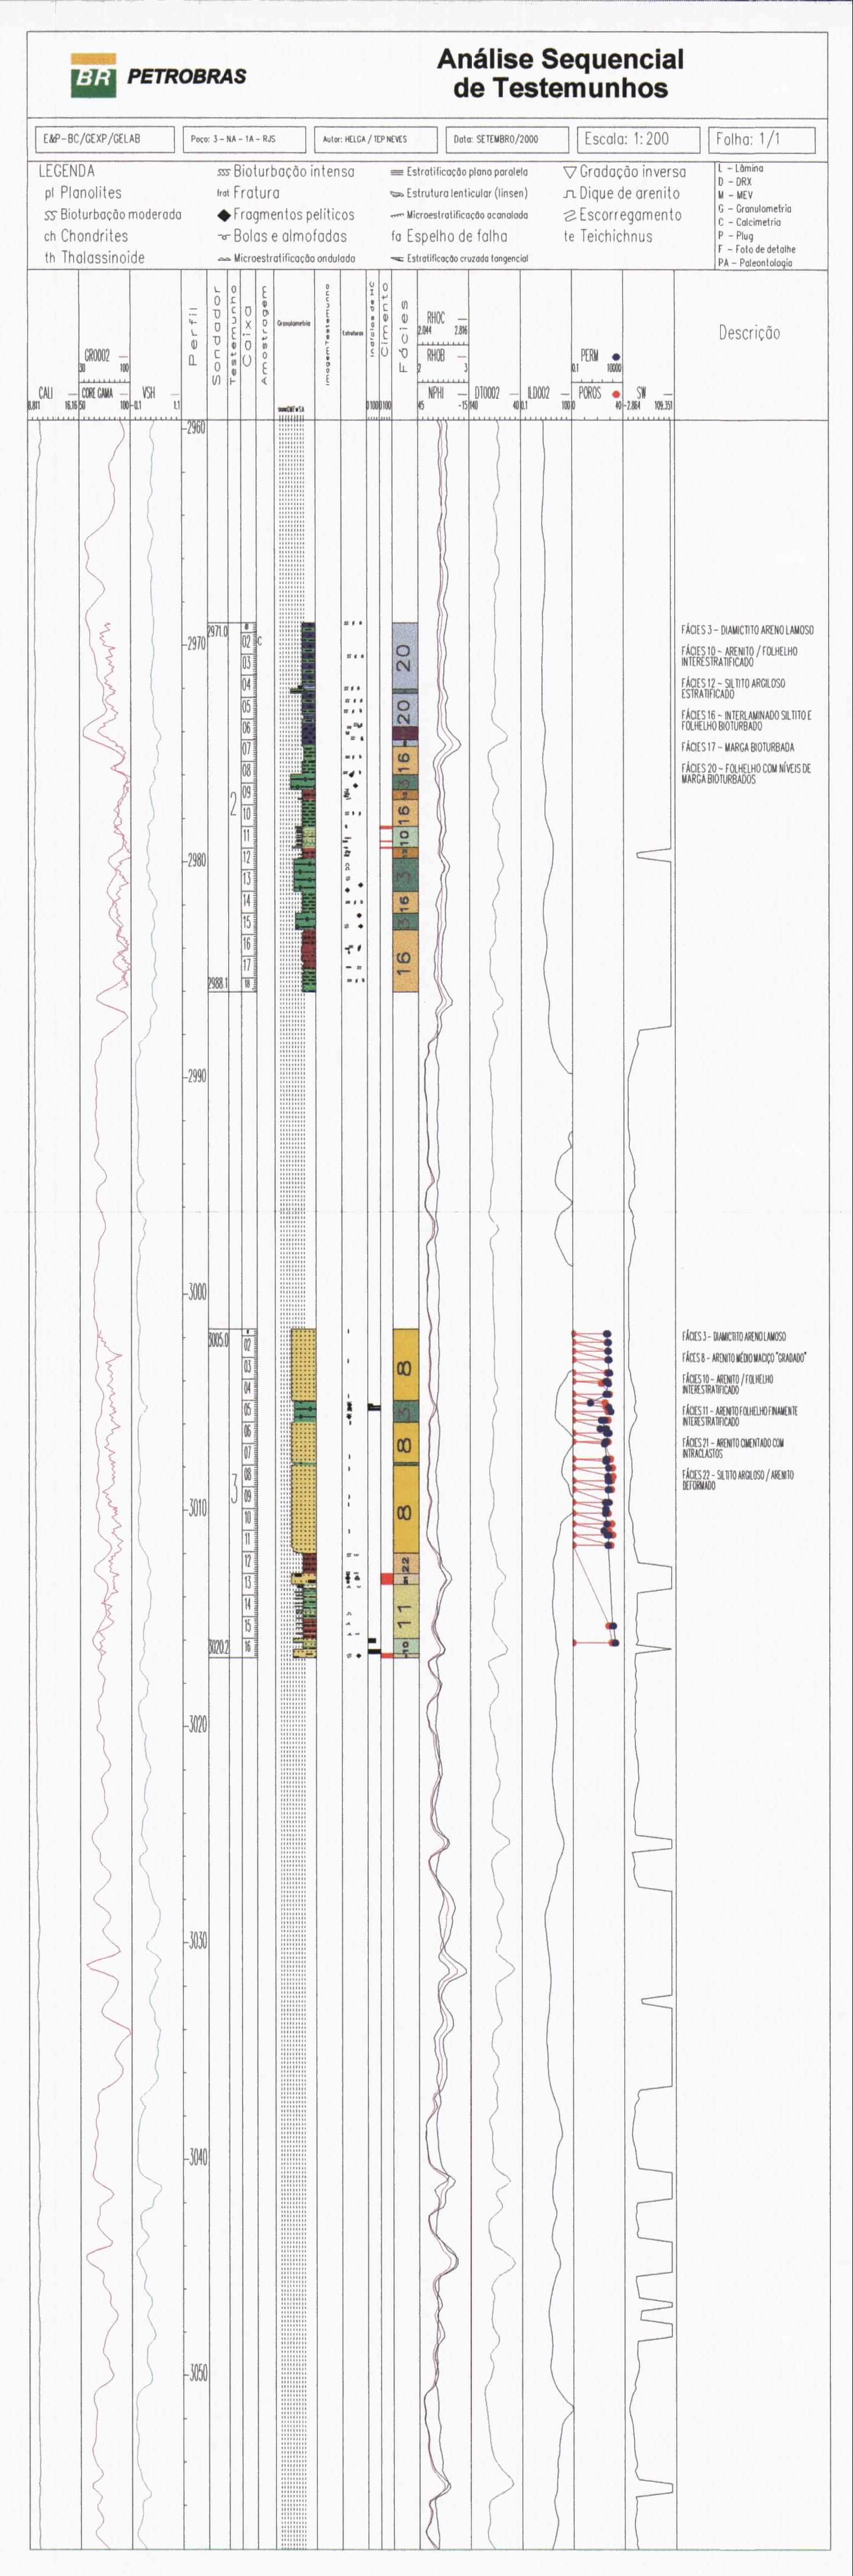 BR PETROBRAS
Análise Sequencial
de Testemunhos
E&P-BC/GEXP/GELAB
Poço: 3 - NA - 1A - RJS
Autor: HELGA / TEP NEVES
Data: SETEMBRO/2000
Escala: 1:200
Folha: 1/1
LEGENDA
pl Planolites
SS Bioturbação moderada
ch Chondrites
th Thalassinoide
SSS Bioturbação intensa
frat Fratura
Fragmentos pelíticos
Bolas e almofadas
Microestratificação ondulada
Estratificação plana paralela
Estrutura lenticular (linsen)
Microestratificação acanalada
fa Espelho de falha
Estratificação cruzada tangencial
Gradação inversa
Dique de arenito
Escorregamento
te Teichichnus
L - Lâmina
D - DRX
M - MEV
G - Granulometria
C - Calcimetria
P - Plug
F - Foto de detalhe
PA - Paleontologia
CALI
8.811 16.16
GR0002
30 100
CORE GAMA
50 100
VSH
-0.1 1.1
Perfil
Sondador
Testemunho
Caixa
Amostragem
Granulometria
Imagem Testemunho
Estruturas
Indícios de HC
0 100
Cimento
0 100
Fácies
RHOC
2.044 2.816
RHOB
2 3
NPHI
45 -15
DT0002
140 40
ILD002
0.1 100
PERM
0.1 10000
POROS
0 40
SW
-2.864 109.351
Descrição
2960
2971.0
2970
02
C
03
04
05
06
07
08
09
10
11
12
13
14
15
16
17
18
2
2980
2988.1
20
20
16
3
16
10
3
16
3
16
FÁCIES 3 - DIAMICTITO ARENO LAMOSO
FÁCIES 10 - ARENITO / FOLHELHO
INTERESTRATIFICADO
FÁCIES 12 - SILTITO ARGILOSO
ESTRATIFICADO
FÁCIES 16 - INTERLAMINADO SILTITO E
FOLHELHO BIOTURBADO
FÁCIES 17 - MARGA BIOTURBADA
FÁCIES 20 - FOLHELHO COM NÍVEIS DE
MARGA BIOTURBADOS
2990
3000
3005.0
02
03
04
05
06
07
08
09
10
11
12
13
14
15
16
3
3010
3020.2
8
3
8
8
22
11
10
FÁCIES 3 - DIAMICTITO ARENO LAMOSO
FÁCES 8 - ARENITO MÉDIO MACIÇO "GRADADO"
FÁCIES 10 - ARENITO / FOLHELHO
INTERESTRATIFICADO
FÁCIES 11 - ARENITO FOLHELHO FINAMENTE
INTERESTRATIFICADO
FÁCIES 21 - ARENITO CIMENTADO COM
INTRACLASTOS
FÁCIES 22 - SILTITO ARGILOSO / ARENITO
DEFORMADO
3020
3030
3040
3050